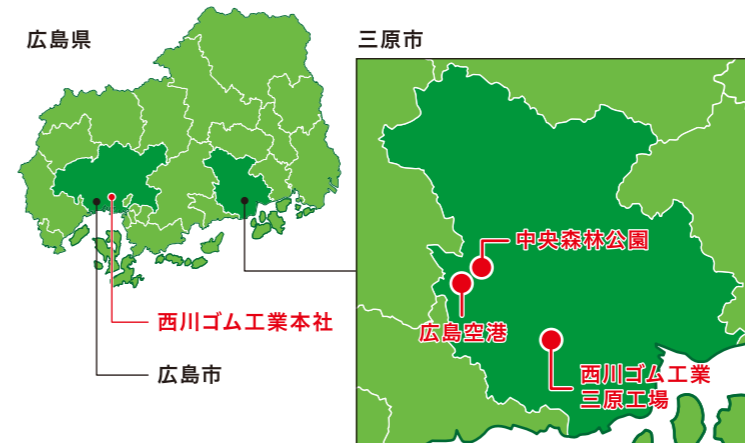 広島県
三原市
中央森林公園
広島空港
西川ゴム工業本社
広島市
西川ゴム工業
三原工場